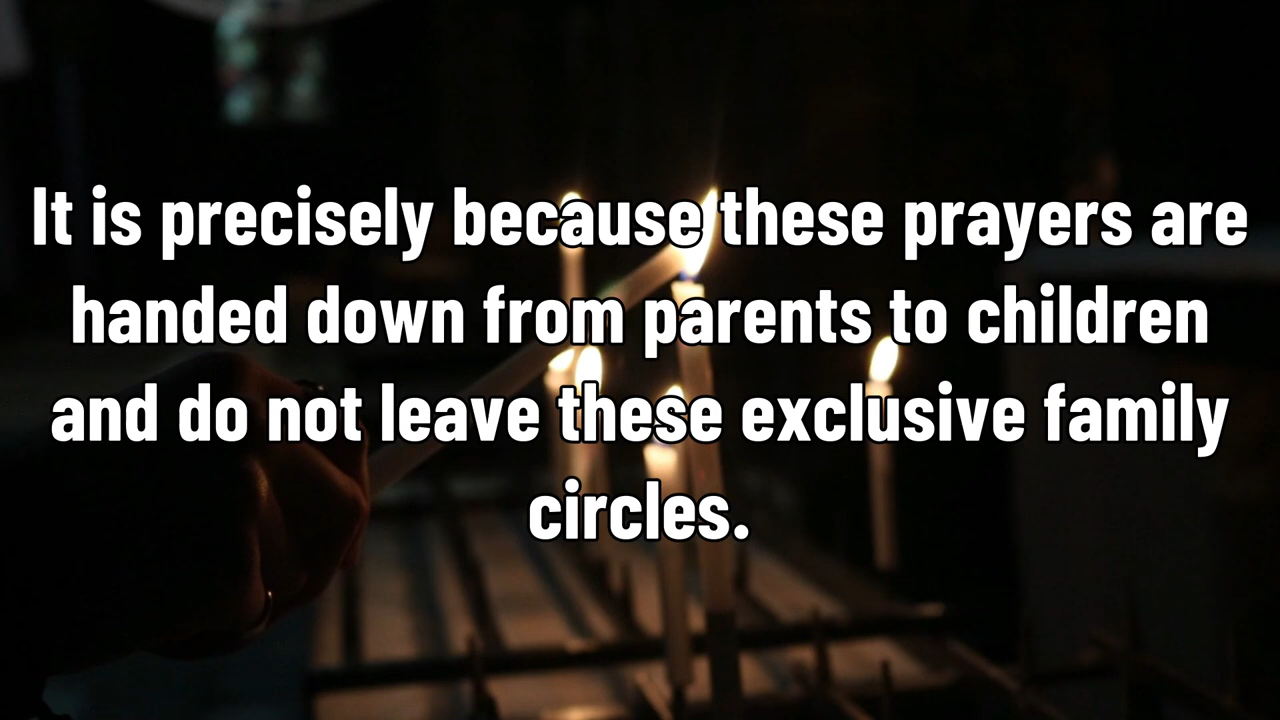 It is precisely because these prayers are
handed down from parents to children
and do not leave these exclusive family
circles.